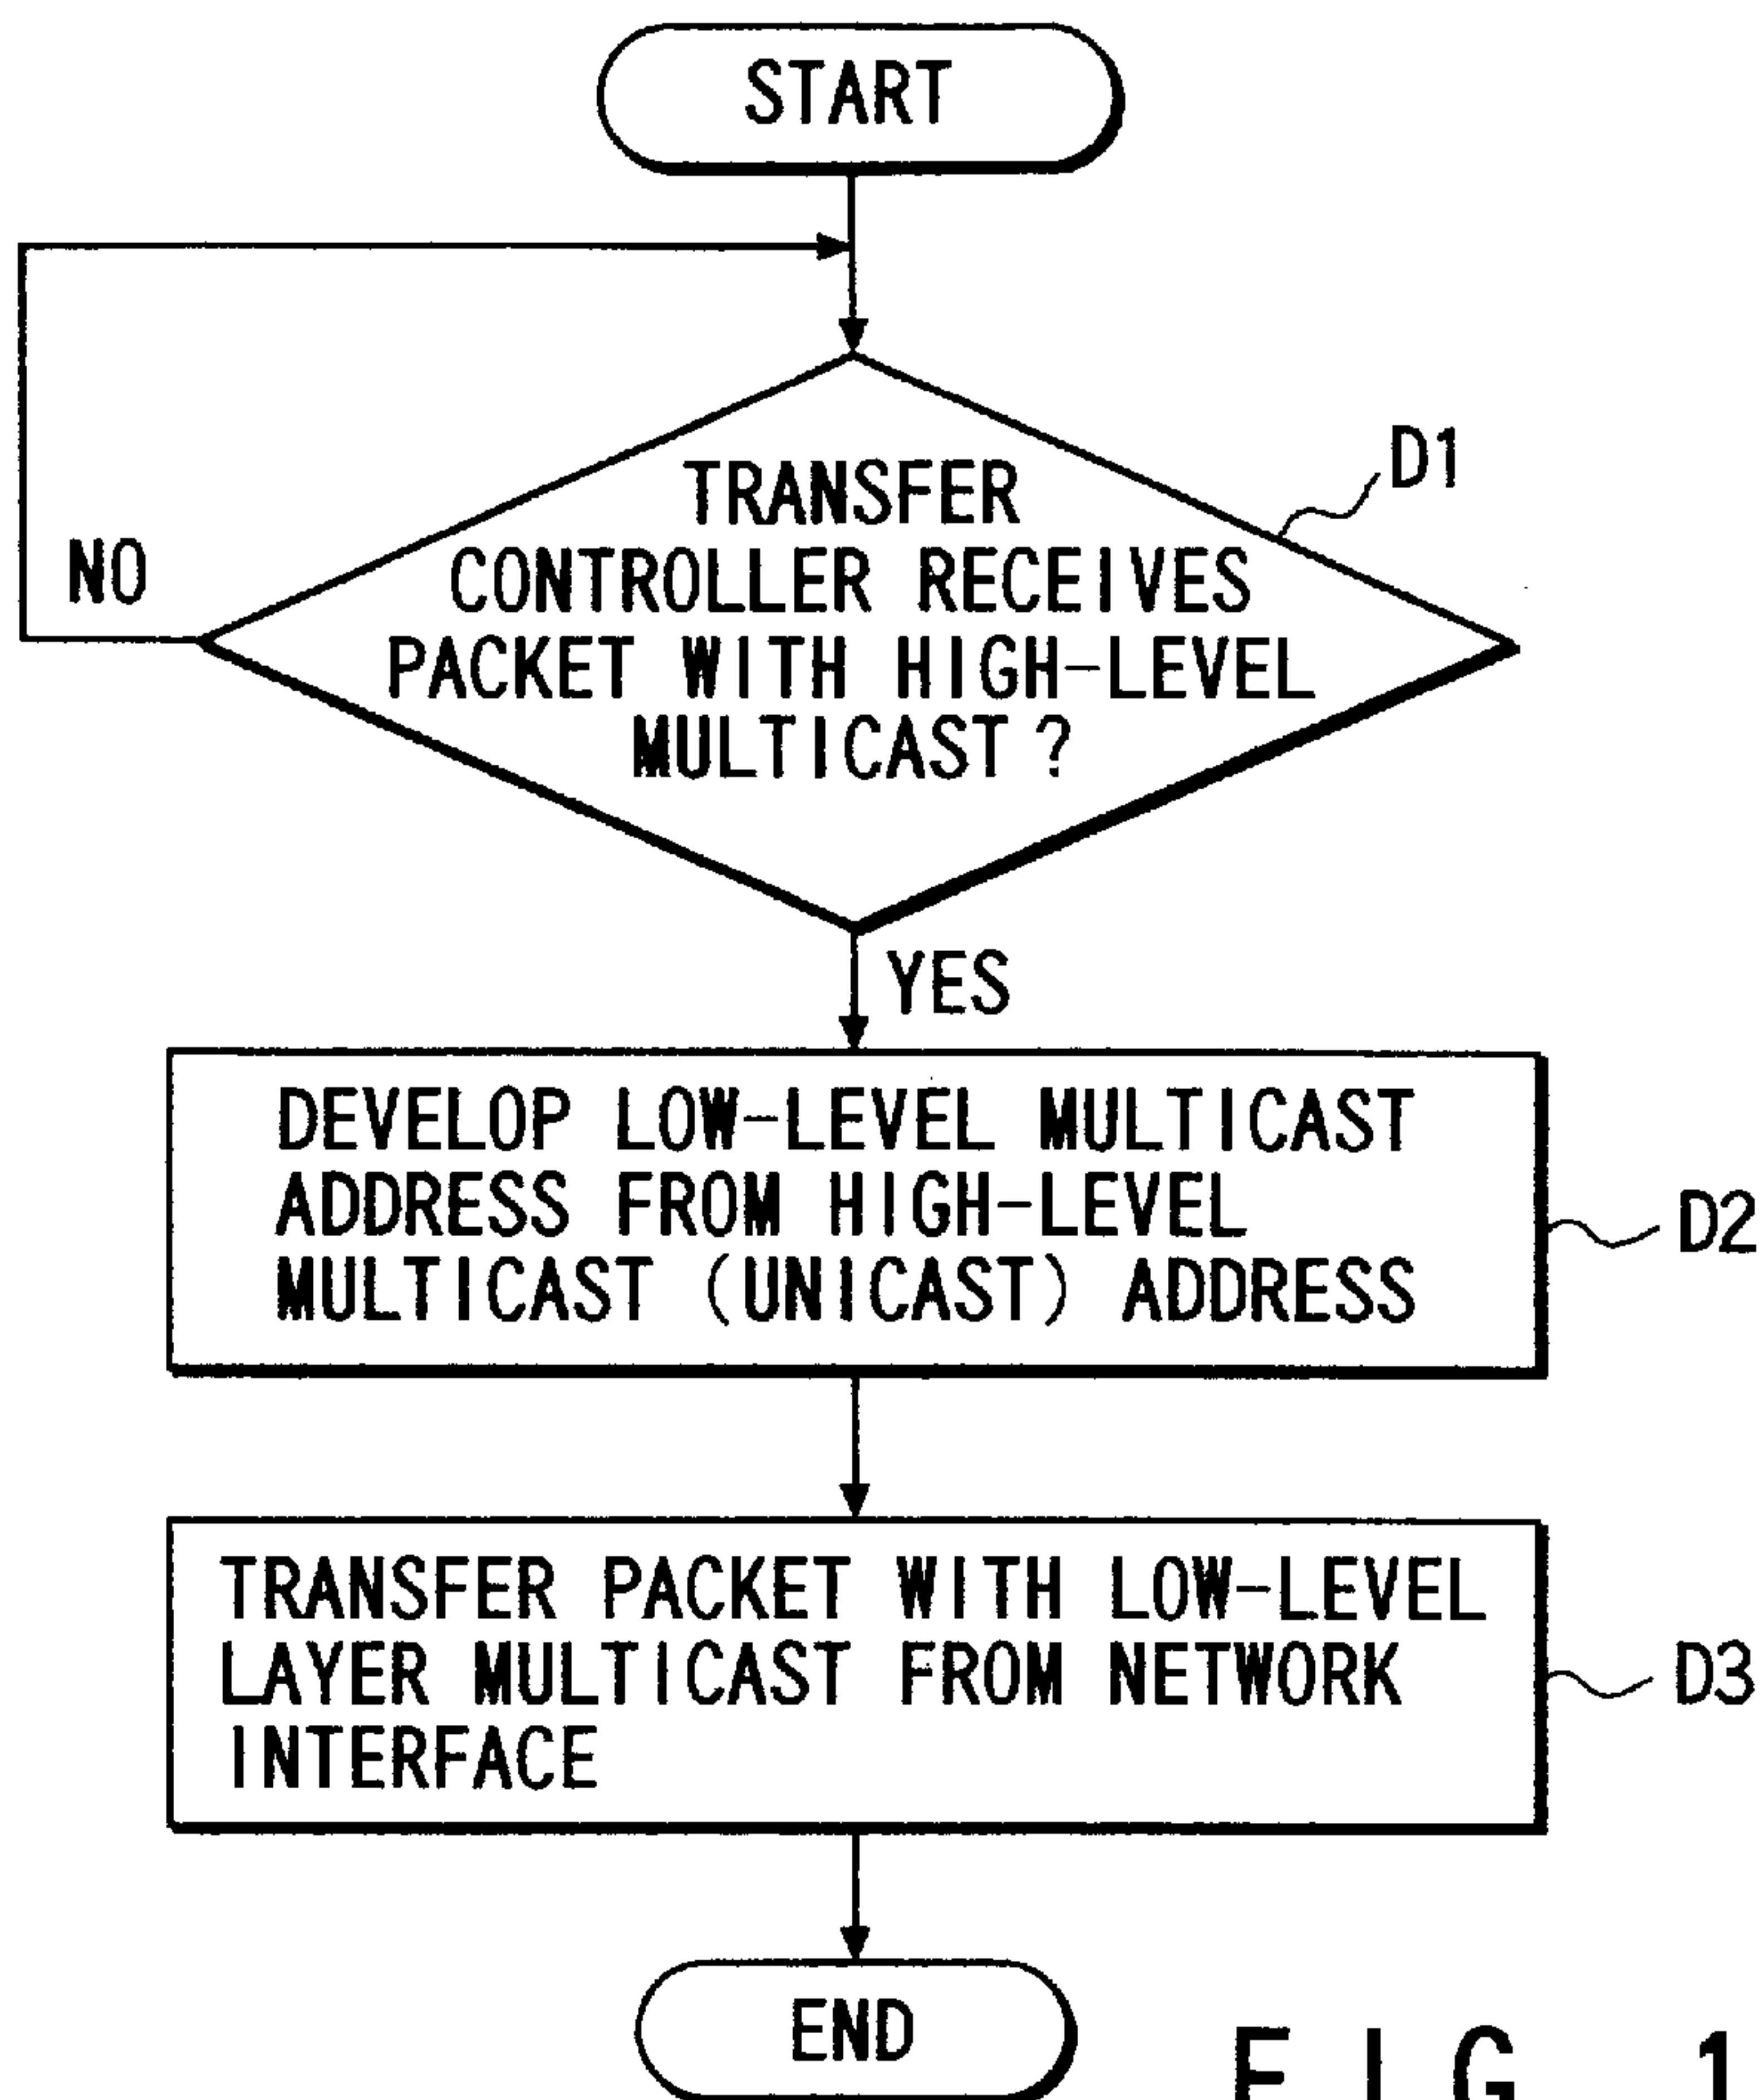 START
D1
TRANSFER
CONTROLLER RECEIVES
PACKET WITH HIGH-LEVEL
MULTICAST?
NO
YES
DEVELOP LOW-LEVEL MULTICAST
ADDRESS FROM HIGH-LEVEL
MULTICAST (UNICAST) ADDRESS
D2
TRANSFER PACKET WITH LOW-LEVEL
LAYER MULTICAST FROM NETWORK
INTERFACE
D3
END
FIG